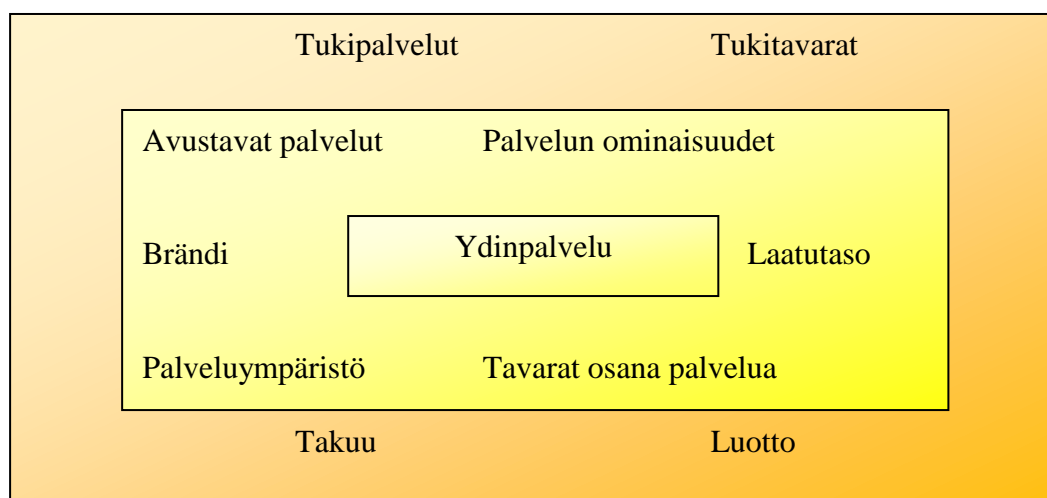 Tukipalvelut Tukitavarat
Avustavat palvelut Palvelun ominaisuudet
Brändi Ydinpalvelu Laatutaso
Palveluympäristö Tavarat osana palvelua
Takuu Luotto